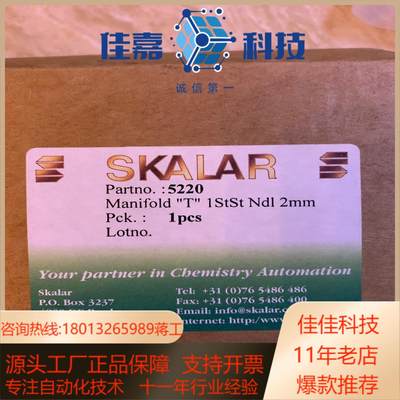 佳嘉 科技
诚信第一
SKALAR
Partno. : 5220
Manifold "T" 1StSt Ndl 2mm
Pck. : 1pcs
Lotno.
Your partner in Chemistry Automation
Skalar
P.O. Box 3237
Tel: +31 (0)76 5486 486
Fax: +31 (0)76 5486 400
Email: info@skalar.
Internet: http:/
咨询热线:18013265989蒋工
源头工厂正品保障 支持开票
专注自动化技术 十一年行业经验
佳佳科技
11年老店
爆款推荐